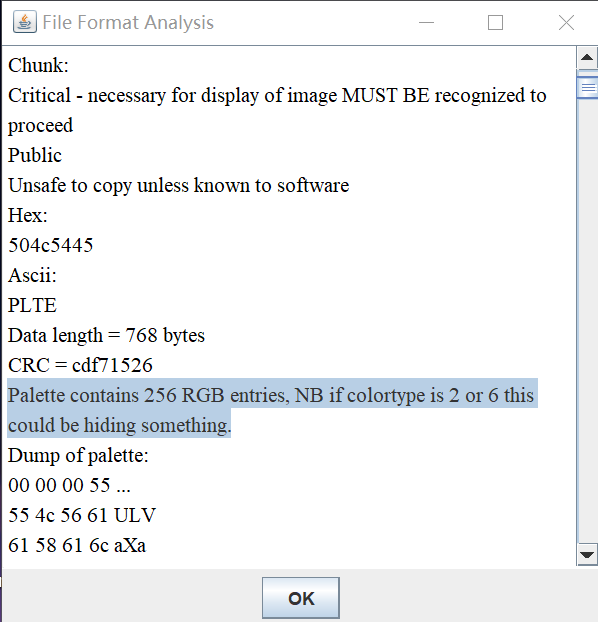 File Format Analysis
Chunk:
Critical - necessary for display of image MUST BE recognized to
proceed
Public
Unsafe to copy unless known to software
Hex:
504c5445
Ascii:
PLTE
Data length = 768 bytes
CRC = cdf71526
Palette contains 256 RGB entries, NB if colortype is 2 or 6 this
could be hiding something.
Dump of palette:
00 00 00 55 ...
55 4c 56 61 ULV
61 58 61 6c aXa
OK